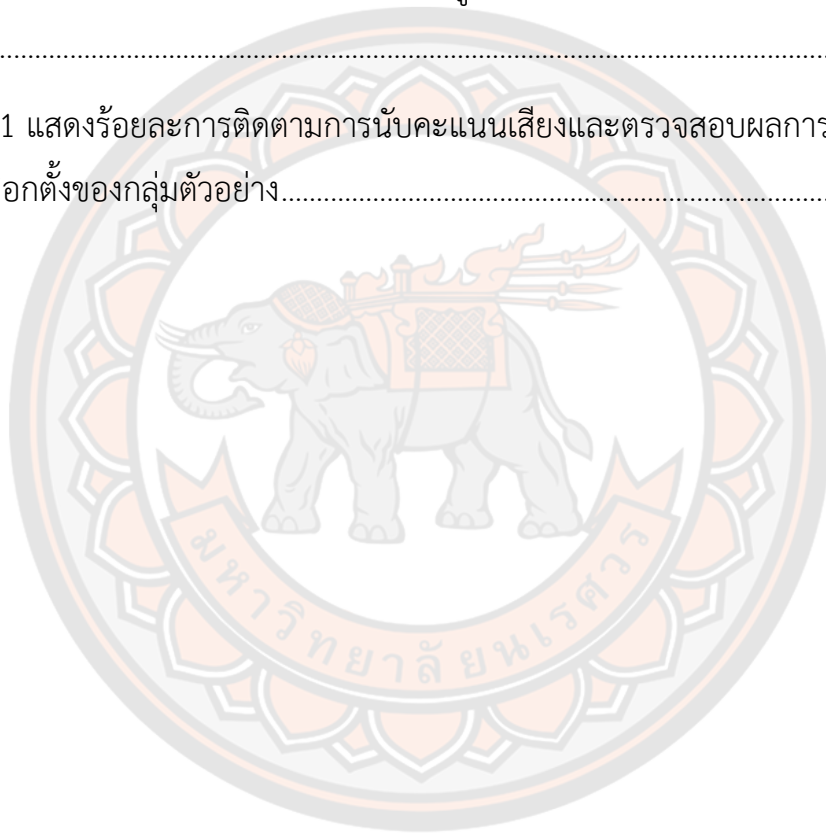 ................................................................................................................................
1 แสดงร้อยละการติดตามการนับคะแนนเสียงและตรวจสอบผลการ
อกตั้งของกลุ่มตัวอย่าง.....................................................................................
มหาวิทยาลัยนเรศวร